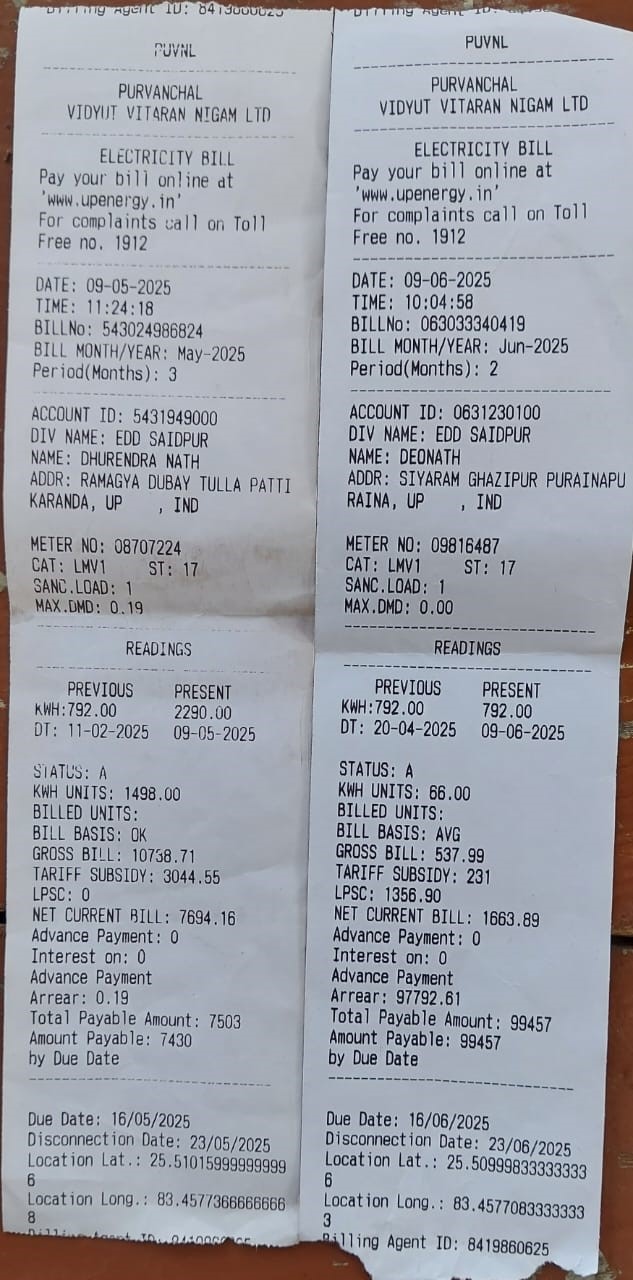 PUVNL
PURVANCHAL
VIDYUT VITARAN NIGAM LTD
ELECTRICITY BILL
Pay your bill online at
'www.upenergy.in'
For complaints call on Toll
Free no. 1912
DATE: 09-05-2025
TIME: 11:24:18
BILLNo: 543024986824
BILL MONTH/YEAR: May-2025
Period(Months): 3
ACCOUNT ID: 5431949000
DIV NAME: EDD SAIDPUR
NAME: DHURENDRA NATH
ADDR: RAMAGYA DUBAY TULLA PATTI
KARANDA, UP , IND
METER NO: 08707224
CAT: LMV1 ST: 17
SANC.LOAD: 1
MAX.DMD: 0.19
READINGS
PREVIOUS PRESENT
KWH:792.00 2290.00
DT: 11-02-2025 09-05-2025
STATUS: A
KWH UNITS: 1498.00
BILLED UNITS:
BILL BASIS: OK
GROSS BILL: 10738.71
TARIFF SUBSIDY: 3044.55
LPSC: 0
NET CURRENT BILL: 7694.16
Advance Payment: 0
Interest on: 0
Advance Payment
Arrear: 0.19
Total Payable Amount: 7503
Amount Payable: 7430
by Due Date
Due Date: 16/05/2025
Disconnection Date: 23/05/2025
Location Lat.: 25.51015999999999
6
Location Long.: 83.4577366666666
8
PUVNL
PURVANCHAL
VIDYUT VITARAN NIGAM LTD
ELECTRICITY BILL
Pay your bill online at
'www.upenergy.in'
For complaints call on Toll
Free no. 1912
DATE: 09-06-2025
TIME: 10:04:58
BILLNo: 063033340419
BILL MONTH/YEAR: Jun-2025
Period(Months): 2
ACCOUNT ID: 0631230100
DIV NAME: EDD SAIDPUR
NAME: DEONATH
ADDR: SIYARAM GHAZIPUR PURAINAPU
RAINA, UP , IND
METER NO: 09816487
CAT: LMV1 ST: 17
SANC.LOAD: 1
MAX.DMD: 0.00
READINGS
PREVIOUS PRESENT
KWH:792.00 792.00
DT: 20-04-2025 09-06-2025
STATUS: A
KWH UNITS: 66.00
BILLED UNITS:
BILL BASIS: AVG
GROSS BILL: 537.99
TARIFF SUBSIDY: 231
LPSC: 1356.90
NET CURRENT BILL: 1663.89
Advance Payment: 0
Interest on: 0
Advance Payment
Arrear: 97792.61
Total Payable Amount: 99457
Amount Payable: 99457
by Due Date
Due Date: 16/06/2025
Disconnection Date: 23/06/2025
Location Lat.: 25.50999833333333
6
Location Long.: 83.4577083333333
3
Billing Agent ID: 8419860625